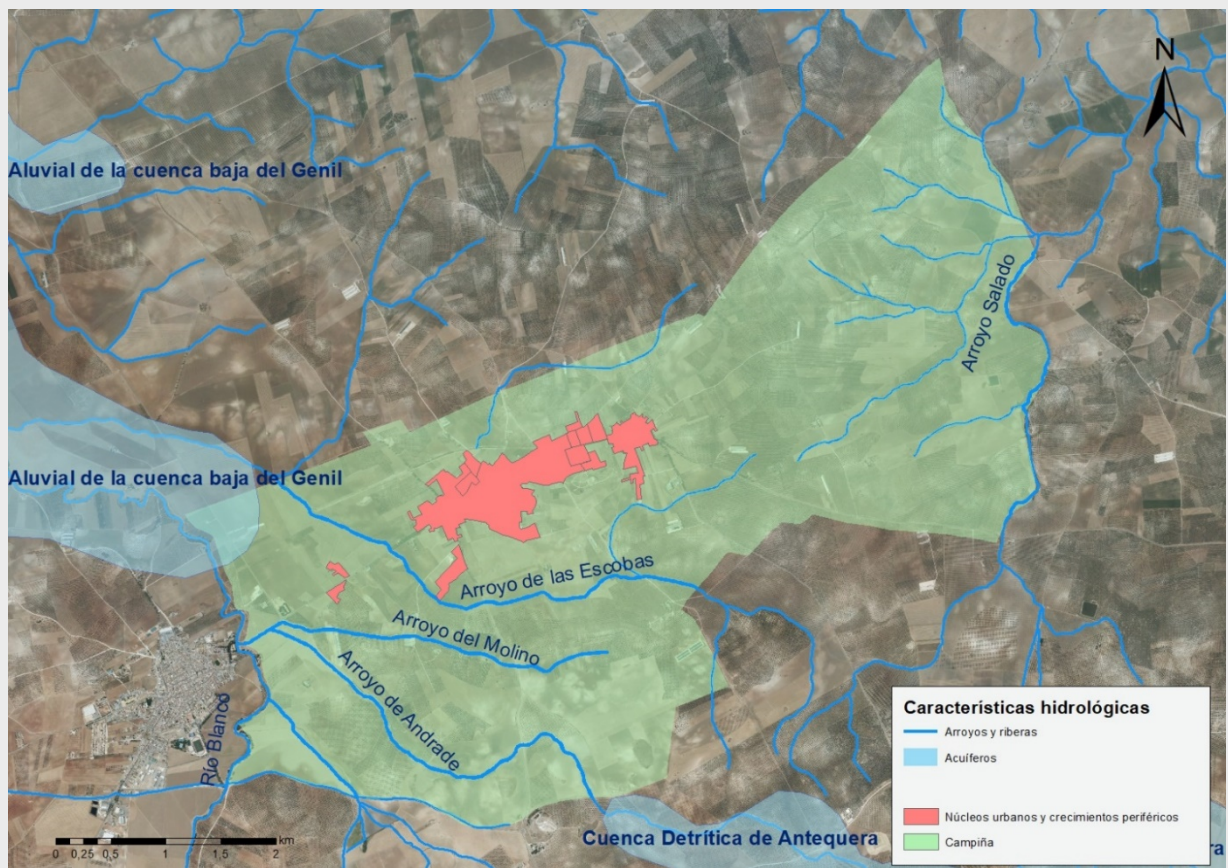 N
Aluvial de la cuenca baja del Genil
Arroyo Salado
Aluvial de la cuenca baja del Genil
Arroyo de las Escobas
Arroyo del Molino
Arroyo de Andrade
Río Blanco
Cuenca Detrítica de Antequera
era
Características hidrológicas
Arroyos y riberas
Acuíferos
Núcleos urbanos y crecimientos periféricos
Campiña
km
0 0,25 0,5 1 1,5 2